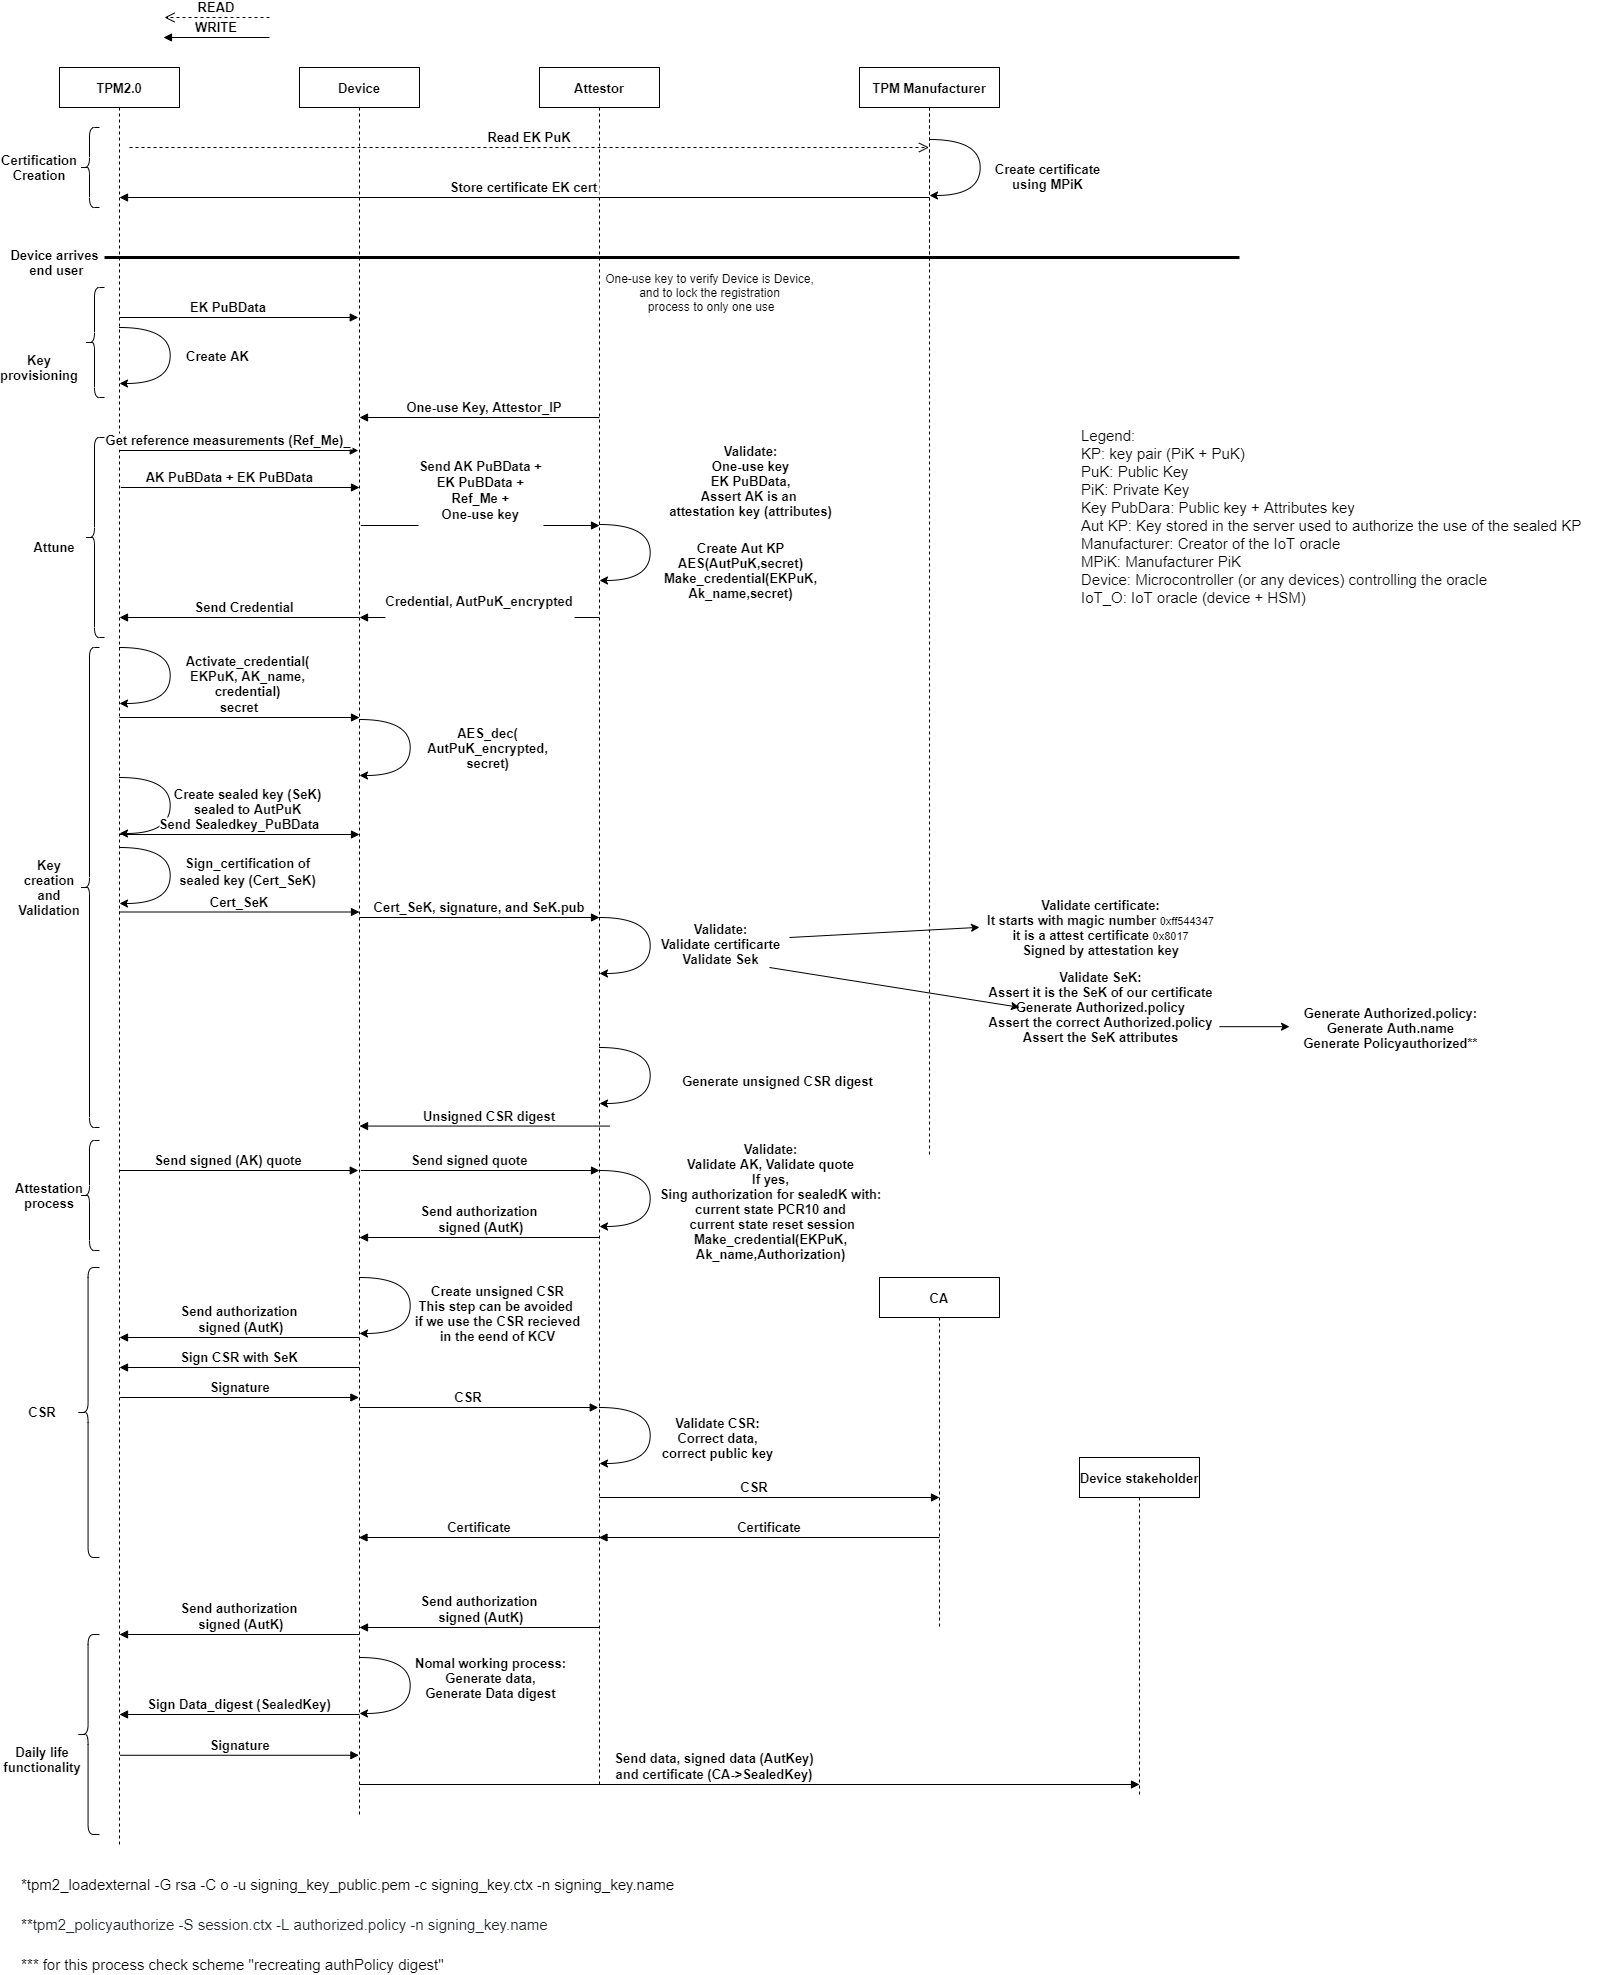 READ
WRITE
TPM2.0
Device
Attestor
TPM Manufacturer
Certification
Creation
Read EK PuK
Create certificate
using MPiK
Store certificate EK cert
Device arrives
end user
One-use key to verify Device is Device,
and to lock the registration
process to only one use
Key
provisioning
EK PuBData
Create AK
One-use Key, Attestor_IP
Legend:
KP: key pair (PiK + PuK)
PuK: Public Key
PiK: Private Key
Key PubDara: Public key + Attributes key
Aut KP: Key stored in the server used to authorize the use of the sealed KP
Manufacturer: Creator of the IoT oracle
MPiK: Manufacturer PiK
Device: Microcontroller (or any devices) controlling the oracle
IoT_O: IoT oracle (device + HSM)
Attune
Get reference measurements (Ref_Me)_
AK PuBData + EK PuBData
Send AK PuBData +
EK PuBData +
Ref_Me +
One-use key
Validate:
One-use key
EK PuBData,
Assert AK is an
attestation key (attributes)
Create Aut KP
AES(AutPuK,secret)
Make_credential(EKPuK,
Ak_name,secret)
Credential, AutPuK_encrypted
Send Credential
Key
creation
and
Validation
Activate_credential(
EKPuK, AK_name,
credential)
secret
AES_dec(
AutPuK_encrypted,
secret)
Create sealed key (SeK)
sealed to AutPuK
Send Sealedkey_PuBData
Sign_certification of
sealed key (Cert_SeK)
Cert_SeK
Cert_SeK, signature, and SeK.pub
Validate:
Validate certificarte
Validate Sek
Validate certificate:
It starts with magic number 0xff544347
it is a attest certificate 0x8017
Signed by attestation key
Validate SeK:
Assert it is the SeK of our certificate
Generate Authorized.policy
Assert the correct Authorized.policy
Assert the SeK attributes
Generate Authorized.policy:
Generate Auth.name
Generate Policyauthorized**
Generate unsigned CSR digest
Unsigned CSR digest
Attestation
process
Send signed (AK) quote
Send signed quote
Validate:
Validate AK, Validate quote
If yes,
Sing authorization for sealedK with:
current state PCR10 and
current state reset session
Make_credential(EKPuK,
Ak_name,Authorization)
Send authorization
signed (AutK)
CSR
Create unsigned CSR
This step can be avoided
if we use the CSR recieved
in the eend of KCV
CA
Send authorization
signed (AutK)
Sign CSR with SeK
Signature
CSR
Validate CSR:
Correct data,
correct public key
Device stakeholder
CSR
Certificate
Certificate
Send authorization
signed (AutK)
Send authorization
signed (AutK)
Daily life
functionality
Nomal working process:
Generate data,
Generate Data digest
Sign Data_digest (SealedKey)
Signature
Send data, signed data (AutKey)
and certificate (CA->SealedKey)
*tpm2_loadexternal -G rsa -C o -u signing_key_public.pem -c signing_key.ctx -n signing_key.name
**tpm2_policyauthorize -S session.ctx -L authorized.policy -n signing_key.name
*** for this process check scheme "recreating authPolicy digest"